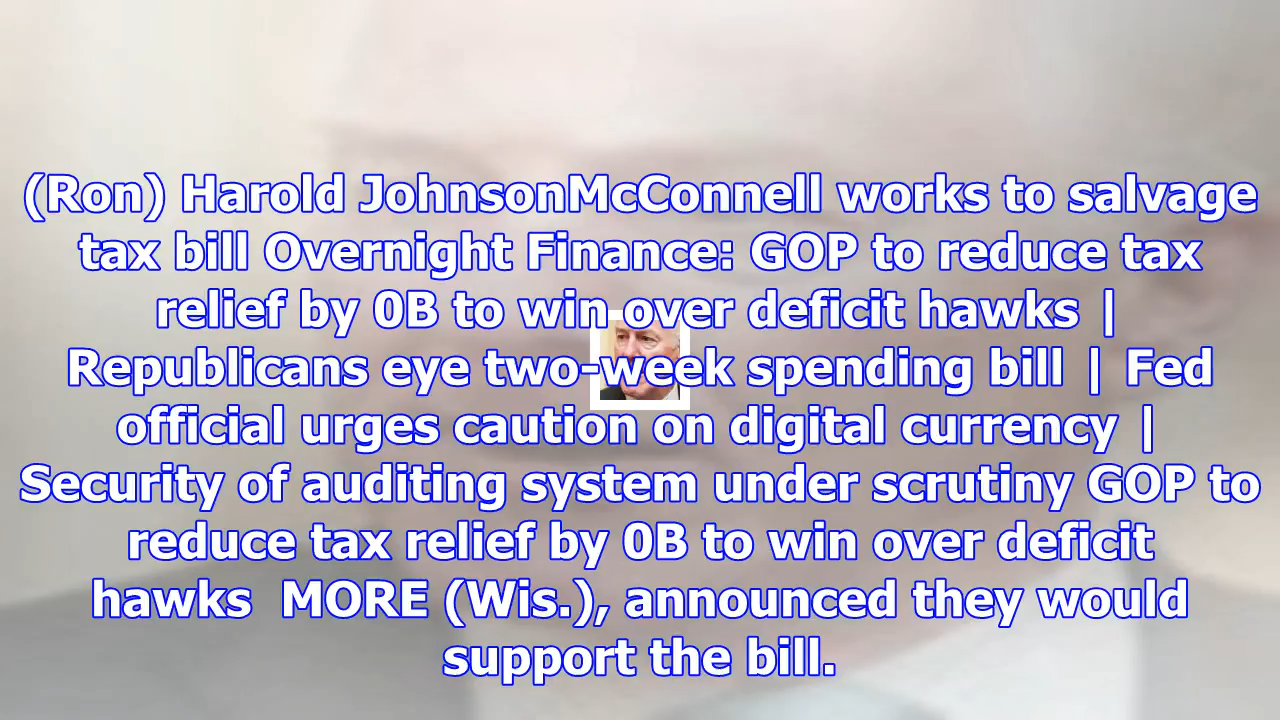 (Ron) Harold JohnsonMcConnell works to salvage
tax bill Overnight Finance: GOP to reduce tax
relief by 0B to win over deficit hawks |
Republicans eye two-week spending bill | Fed
official urges caution on digital currency |
Security of auditing system under scrutiny GOP to
reduce tax relief by 0B to win over deficit
hawks  MORE (Wis.), announced they would
support the bill.